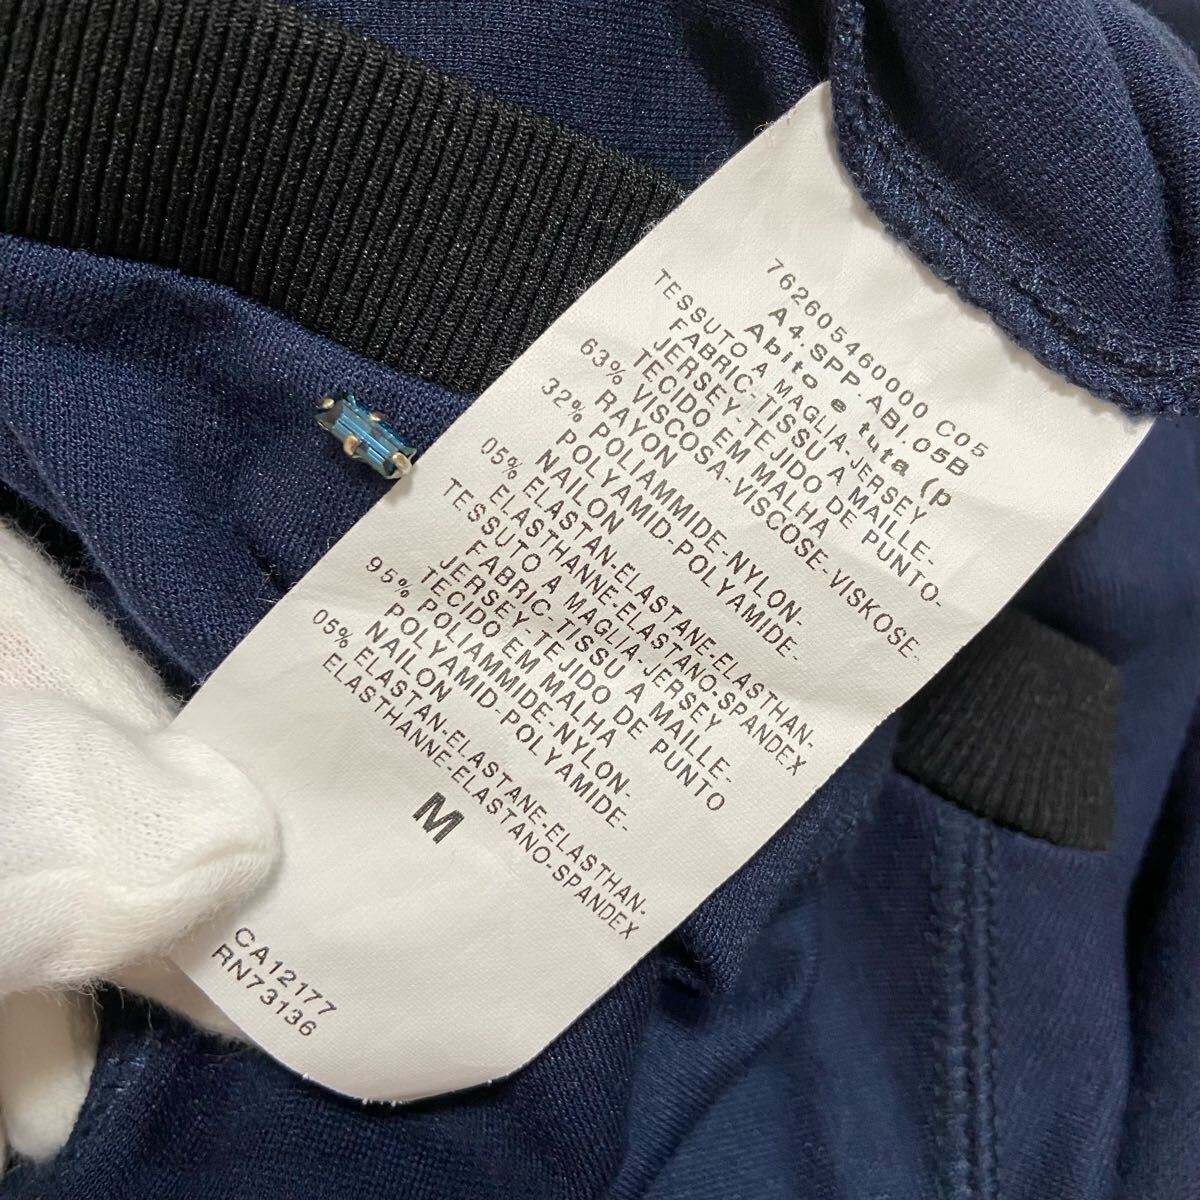 76260546000 C05
A4.SPP.ABI.05B
Abito e tuta (p
TESSUTO A MAGLIA-JERSEY
FABRIC-TISSU A MAILLE-
JERSEY-TEJIDO DE PUNTO-
TECIDO EM MALHA
63% VISCOSA-VISCOSE-VISKOSE-
RAYON
32% POLIAMMIDE-NYLON-
POLYAMID-POLYAMIDE-
NAILON
05% ELASTAN-ELASTANE-ELASTHAN-
ELASTHANNE-ELASTANO-SPANDEX
TESSUTO A MAGLIA-JERSEY
FABRIC-TISSU A MAILLE-
JERSEY-TEJIDO DE PUNTO
TECIDO EM MALHA
95% POLIAMMIDE-NYLON-
POLYAMID-POLYAMIDE-
NAILON
05% ELASTAN-ELASTANE-ELASTHAN-
ELASTHANNE-ELASTANO-SPANDEX
M
CA12177
RN73136